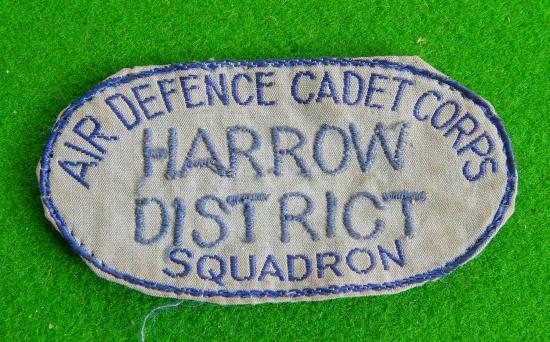 AIR DEFENCE CADET CORPS
HARROW
DISTRICT
SQUADRON